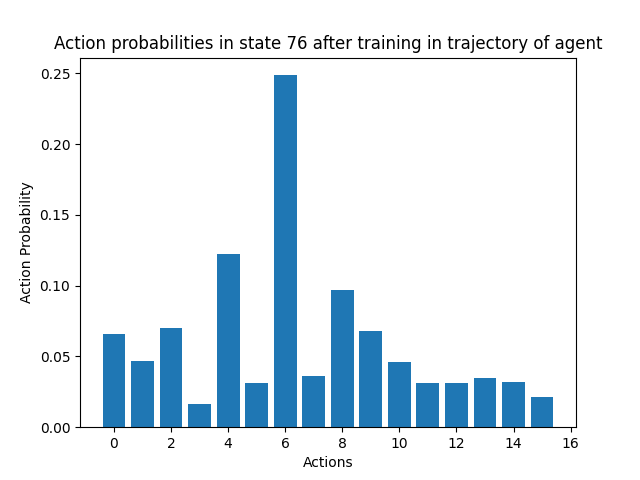 Action probabilities in state 76 after training in trajectory of agent
0.25
0.20
0.15
0.10
0.05
0.00
Action Probability
0 2 4 6 8 10 12 14 16
Actions